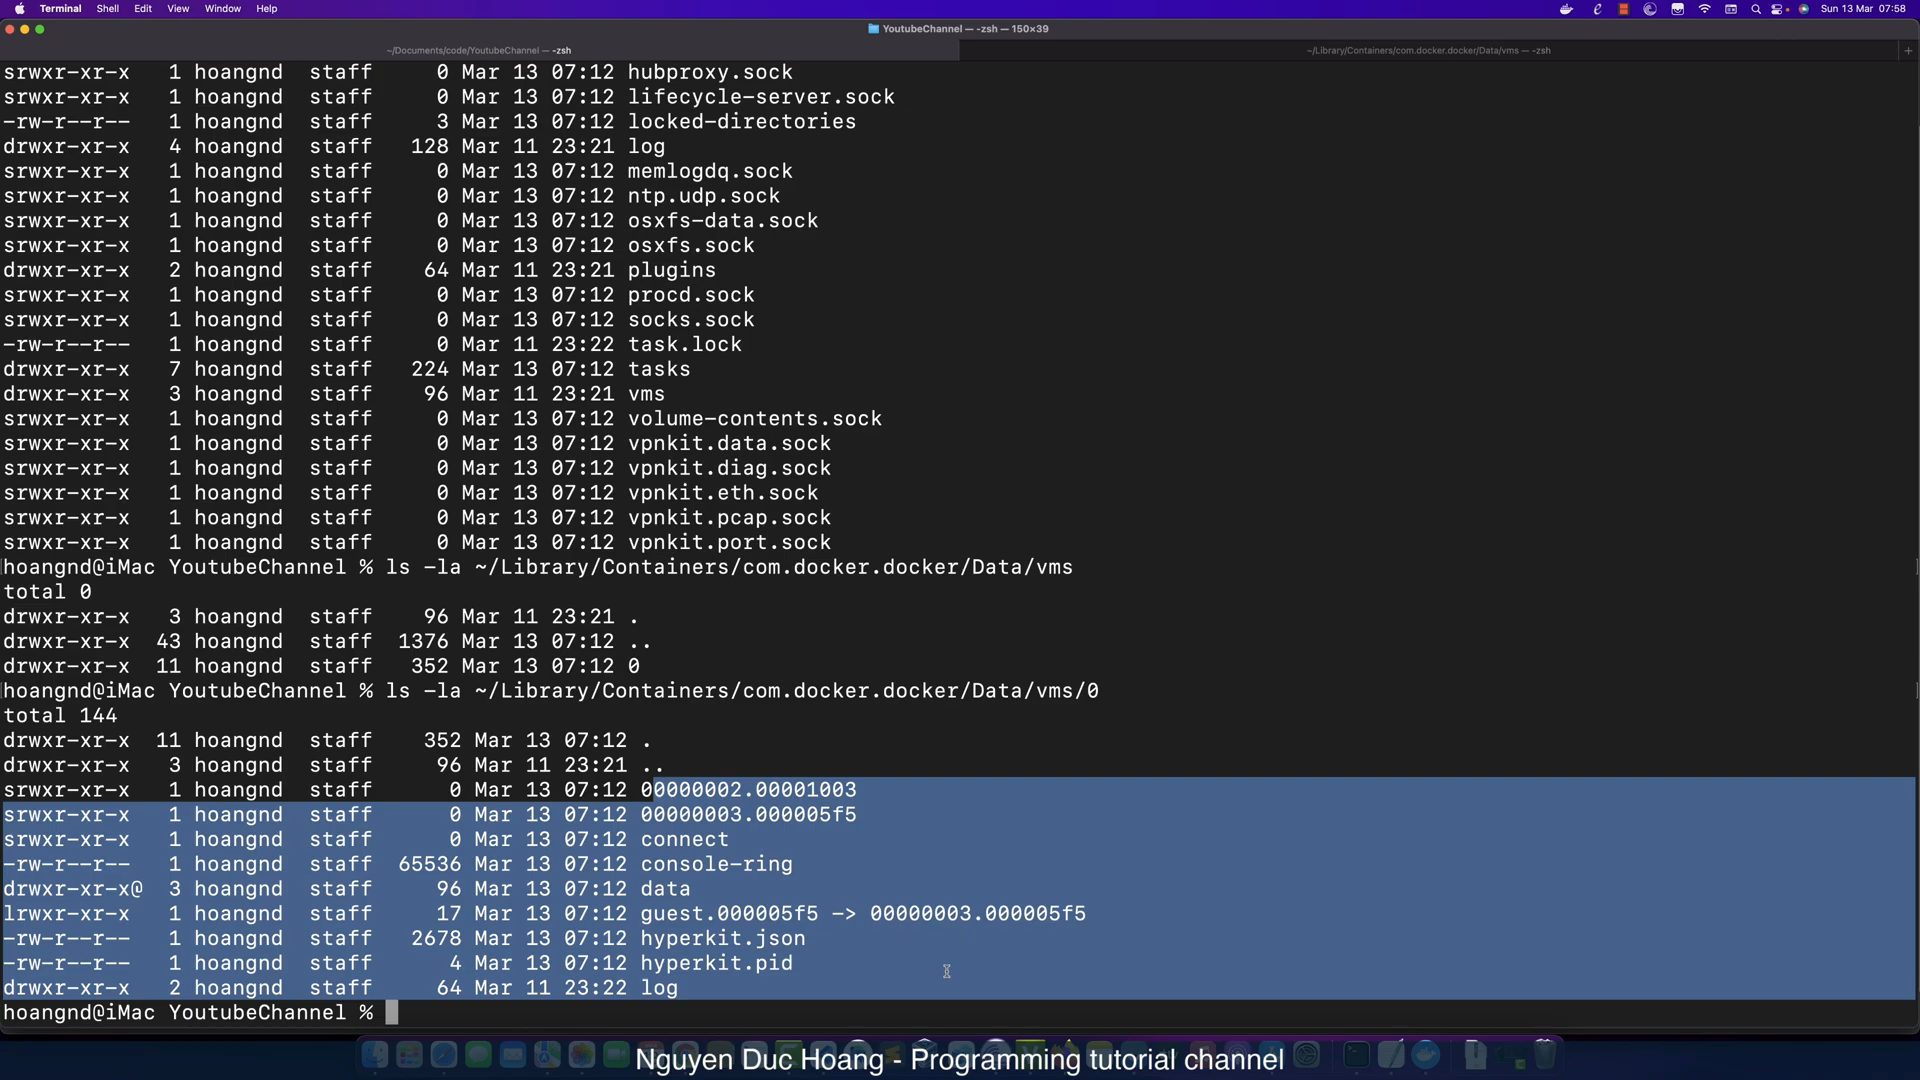 Terminal Shell Edit View Window Help Sun 13 Mar 07:58
YoutubeChannel — -zsh — 150×39
~/Documents/code/YoutubeChannel — -zsh ~/Library/Containers/com.docker.docker/Data/vms — -zsh +
srwxr-xr-x 1 hoangnd staff 0 Mar 13 07:12 hubproxy.sock
srwxr-xr-x 1 hoangnd staff 0 Mar 13 07:12 lifecycle-server.sock
-rw-r--r-- 1 hoangnd staff 3 Mar 13 07:12 locked-directories
drwxr-xr-x 4 hoangnd staff 128 Mar 11 23:21 log
srwxr-xr-x 1 hoangnd staff 0 Mar 13 07:12 memlogdq.sock
srwxr-xr-x 1 hoangnd staff 0 Mar 13 07:12 ntp.udp.sock
srwxr-xr-x 1 hoangnd staff 0 Mar 13 07:12 osxfs-data.sock
srwxr-xr-x 1 hoangnd staff 0 Mar 13 07:12 osxfs.sock
drwxr-xr-x 2 hoangnd staff 64 Mar 11 23:21 plugins
srwxr-xr-x 1 hoangnd staff 0 Mar 13 07:12 procd.sock
srwxr-xr-x 1 hoangnd staff 0 Mar 13 07:12 socks.sock
-rw-r--r-- 1 hoangnd staff 0 Mar 11 23:22 task.lock
drwxr-xr-x 7 hoangnd staff 224 Mar 13 07:12 tasks
drwxr-xr-x 3 hoangnd staff 96 Mar 11 23:21 vms
srwxr-xr-x 1 hoangnd staff 0 Mar 13 07:12 volume-contents.sock
srwxr-xr-x 1 hoangnd staff 0 Mar 13 07:12 vpnkit.data.sock
srwxr-xr-x 1 hoangnd staff 0 Mar 13 07:12 vpnkit.diag.sock
srwxr-xr-x 1 hoangnd staff 0 Mar 13 07:12 vpnkit.eth.sock
srwxr-xr-x 1 hoangnd staff 0 Mar 13 07:12 vpnkit.pcap.sock
srwxr-xr-x 1 hoangnd staff 0 Mar 13 07:12 vpnkit.port.sock
[hoangnd@iMac YoutubeChannel % ls -la ~/Library/Containers/com.docker.docker/Data/vms ]
total 0
drwxr-xr-x 3 hoangnd staff 96 Mar 11 23:21 .
drwxr-xr-x 43 hoangnd staff 1376 Mar 13 07:12 ..
drwxr-xr-x 11 hoangnd staff 352 Mar 13 07:12 0
[hoangnd@iMac YoutubeChannel % ls -la ~/Library/Containers/com.docker.docker/Data/vms/0 ]
total 144
drwxr-xr-x 11 hoangnd staff 352 Mar 13 07:12 .
drwxr-xr-x 3 hoangnd staff 96 Mar 11 23:21 ..
srwxr-xr-x 1 hoangnd staff 0 Mar 13 07:12 00000002.00001003
srwxr-xr-x 1 hoangnd staff 0 Mar 13 07:12 00000003.000005f5
srwxr-xr-x 1 hoangnd staff 0 Mar 13 07:12 connect
-rw-r--r-- 1 hoangnd staff 65536 Mar 13 07:12 console-ring
drwxr-xr-x@ 3 hoangnd staff 96 Mar 13 07:12 data
lrwxr-xr-x 1 hoangnd staff 17 Mar 13 07:12 guest.000005f5 -> 00000003.000005f5
-rw-r--r-- 1 hoangnd staff 2678 Mar 13 07:12 hyperkit.json
-rw-r--r-- 1 hoangnd staff 4 Mar 13 07:12 hyperkit.pid
drwxr-xr-x 2 hoangnd staff 64 Mar 11 23:22 log
hoangnd@iMac YoutubeChannel %
Nguyen Duc Hoang - Programming tutorial channel